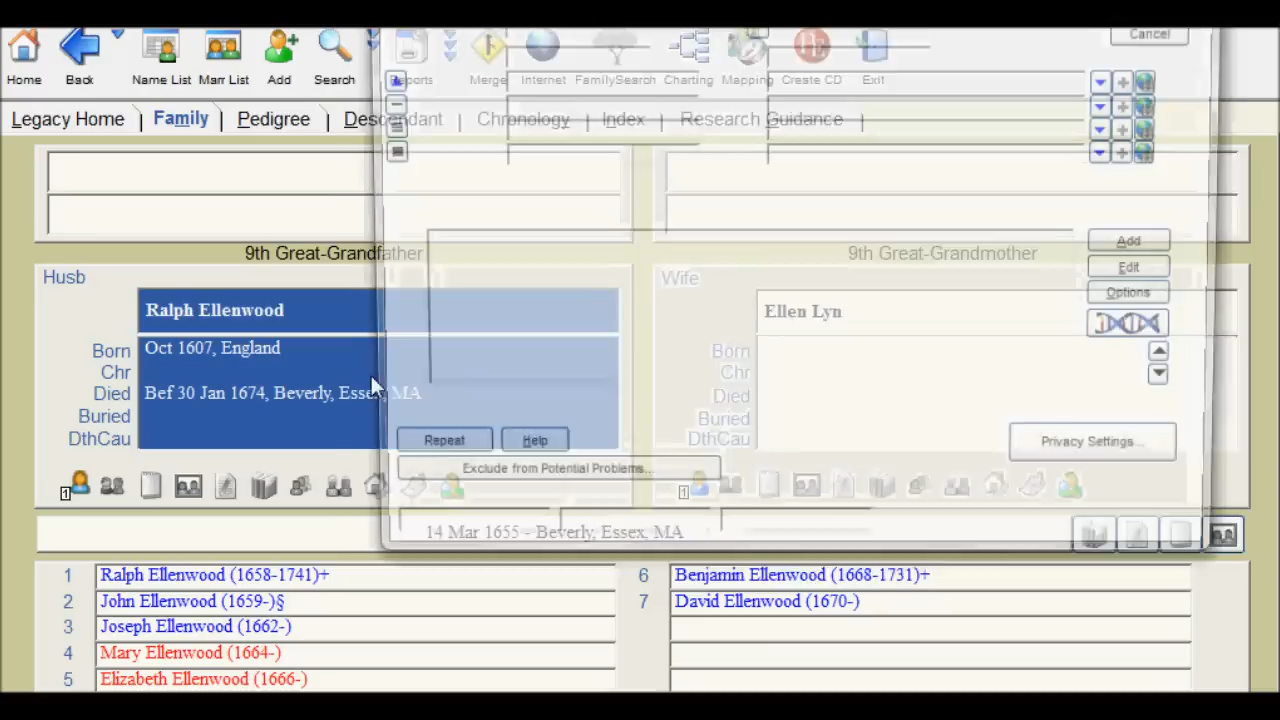 Cancel
Home Back Name List Marr List Add Search Reports Merge Internet FamilySearch Charting Mapping Create CD Exit
Legacy Home | Family | Pedigree | Descendant | Chronology | Index | Research Guidance |
9th Great-Grandfather 9th Great-Grandmother
Add
Husb Wife
Edit
Options
Ralph Ellenwood Ellen Lyn
Born Oct 1607, England Born
Chr Chr
Died Bef 30 Jan 1674, Beverly, Essex, MA Died
Buried Buried
DthCau DthCau
Repeat Help Privacy Settings...
Exclude from Potential Problems...
1 1
14 Mar 1655 - Beverly, Essex, MA
1 Ralph Ellenwood (1658-1741)+ 6 Benjamin Ellenwood (1668-1731)+
2 John Ellenwood (1659-)§ 7 David Ellenwood (1670-)
3 Joseph Ellenwood (1662-)
4 Mary Ellenwood (1664-)
5 Elizabeth Ellenwood (1666-)